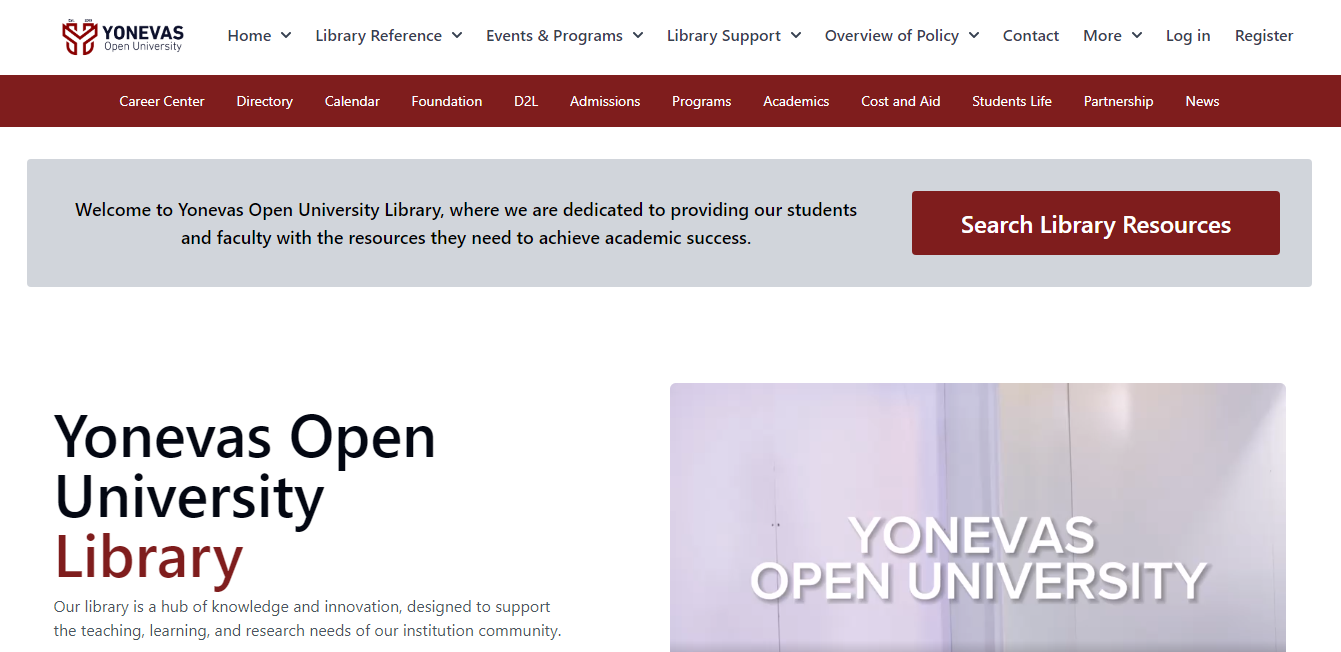 YONEVAS
Open University
Home
Library Reference
Events & Programs
Library Support
Overview of Policy
Contact
More
Log in
Register
Career Center
Directory
Calendar
Foundation
D2L
Admissions
Programs
Academics
Cost and Aid
Students Life
Partnership
News
Welcome to Yonevas Open University Library, where we are dedicated to providing our students
and faculty with the resources they need to achieve academic success.
Search Library Resources
Yonevas Open
University
Library
Our library is a hub of knowledge and innovation, designed to support
the teaching, learning, and research needs of our institution community.
YONEVAS
OPEN UNIVERSITY